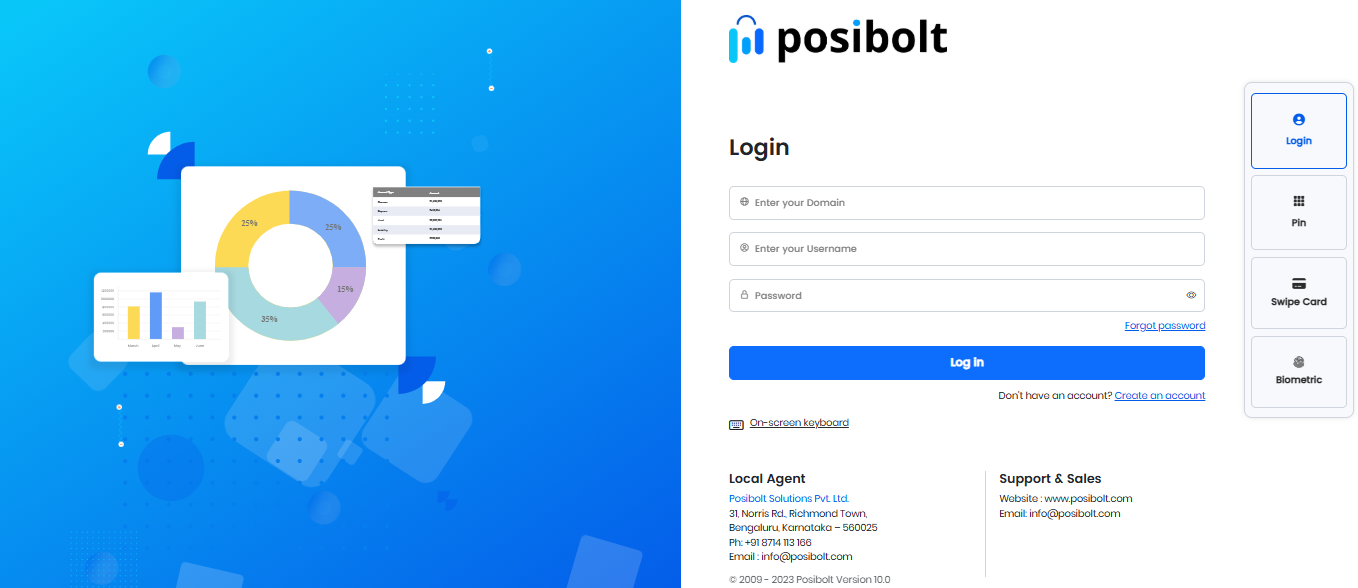 posibolt
Login
Enter your Domain
Enter your Username
Password
Forgot password
Log in
Don't have an account? Create an account
On-screen keyboard
Login
Pin
Swipe Card
Biometric
25%
25%
15%
35%
March
April
May
June
Local Agent
Posibolt Solutions Pvt. Ltd.
31, Norris Rd., Richmond Town,
Bengaluru, Karnataka – 560025
Ph: +91 8714 113 166
Email : info@posibolt.com
Support & Sales
Website : www.posibolt.com
Email: info@posibolt.com
© 2009 - 2023 Posibolt Version 10.0